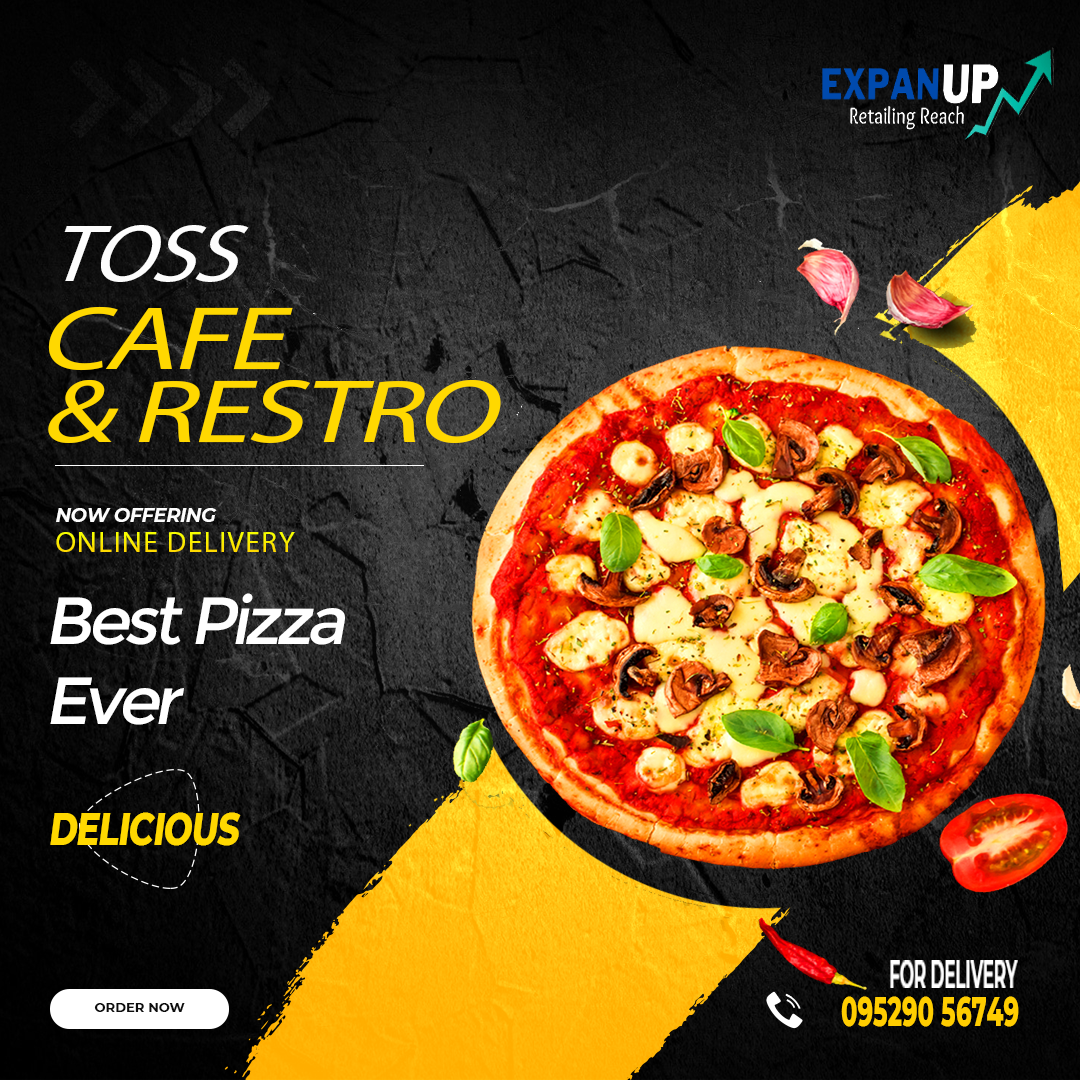 EXPANUP
Retailing Reach
TOSS
CAFE
& RESTRO
NOW OFFERING
ONLINE DELIVERY
Best Pizza
Ever
DELICIOUS
ORDER NOW
FOR DELIVERY
095290 56749